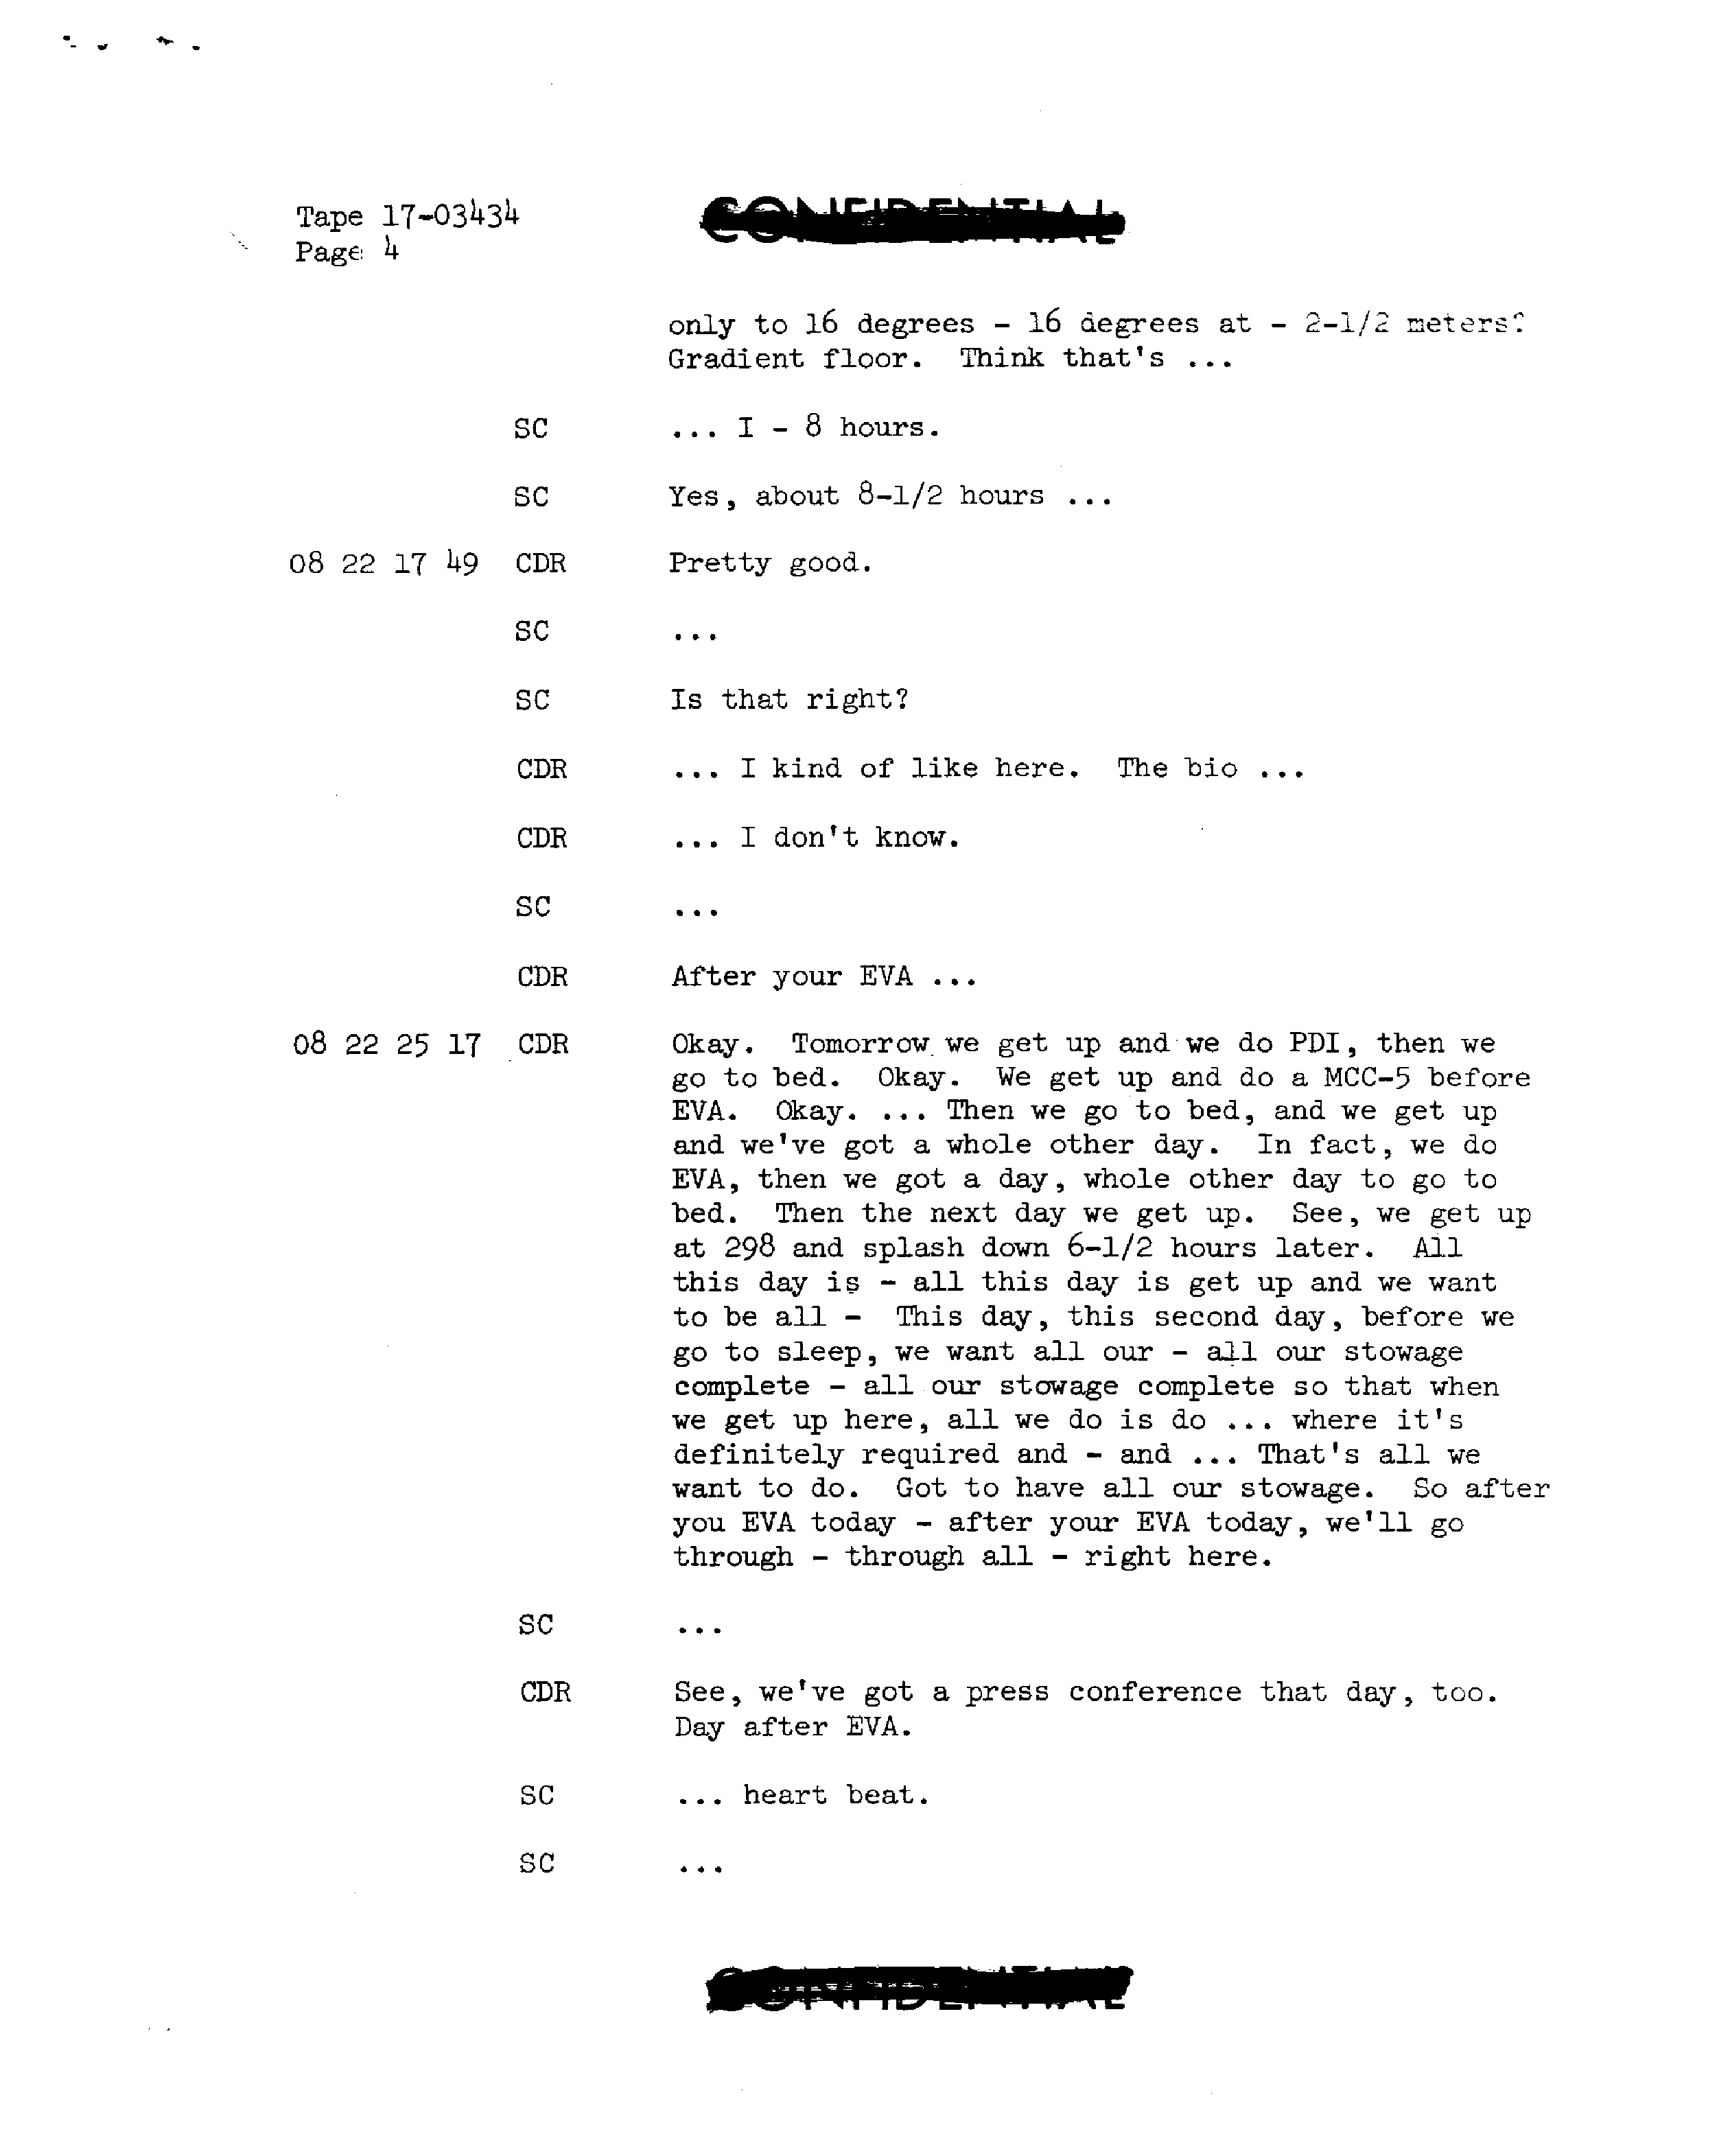 Tape 17-03434
Page 4
CONFIDENTIAL
only to 16 degrees - 16 degrees at - 2-1/2 meters?
Gradient floor. Think that's ...
SC ... I - 8 hours.
SC Yes, about 8-1/2 hours ...
08 22 17 49 CDR Pretty good.
SC ...
SC Is that right?
CDR ... I kind of like here. The bio ...
CDR ... I don't know.
SC ...
CDR After your EVA ...
08 22 25 17 CDR Okay. Tomorrow we get up and we do PDI, then we
go to bed. Okay. We get up and do a MCC-5 before
EVA. Okay. ... Then we go to bed, and we get up
and we've got a whole other day. In fact, we do
EVA, then we got a day, whole other day to go to
bed. Then the next day we get up. See, we get up
at 298 and splash down 6-1/2 hours later. All
this day is - all this day is get up and we want
to be all - This day, this second day, before we
go to sleep, we want all our - all our stowage
complete - all our stowage complete so that when
we get up here, all we do is do ... where it's
definitely required and - and ... That's all we
want to do. Got to have all our stowage. So after
you EVA today - after your EVA today, we'll go
through - through all - right here.
SC ...
CDR See, we've got a press conference that day, too.
Day after EVA.
SC ... heart beat.
SC ...
CONFIDENTIAL